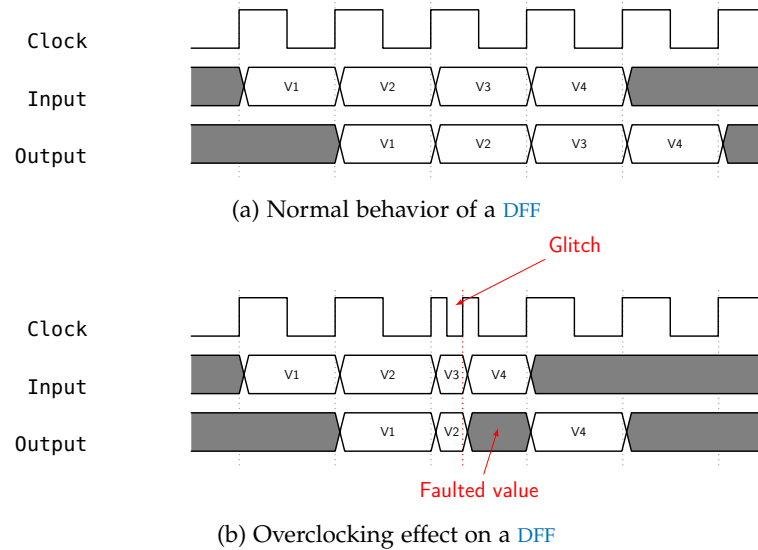 Clock
Input V1 V2 V3 V4
Output V1 V2 V3 V4
(a) Normal behavior of a DFF
Glitch
Clock
Input V1 V2 V3 V4
Output V1 V2 V4
Faulted value
(b) Overclocking effect on a DFF